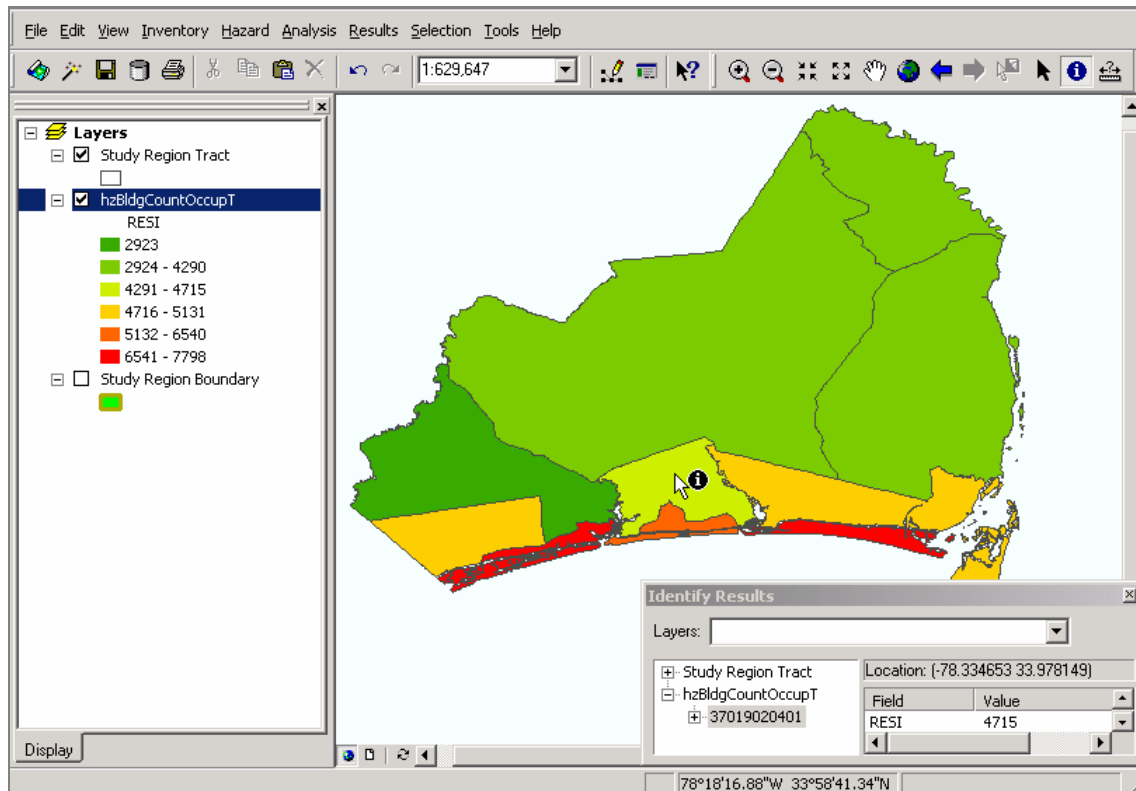 File Edit View Inventory Hazard Analysis Results Selection Tools Help
1:629,647
Layers
Study Region Tract
hzBldgCountOccupT
RESI
2923
2924 - 4290
4291 - 4715
4716 - 5131
5132 - 6540
6541 - 7798
Study Region Boundary
Display
Identify Results
Layers:
Study Region Tract
hzBldgCountOccupT
37019020401
Location: (-78.334653 33.978149)
Field Value
RESI 4715
78°18'16.88"W 33°58'41.34"N